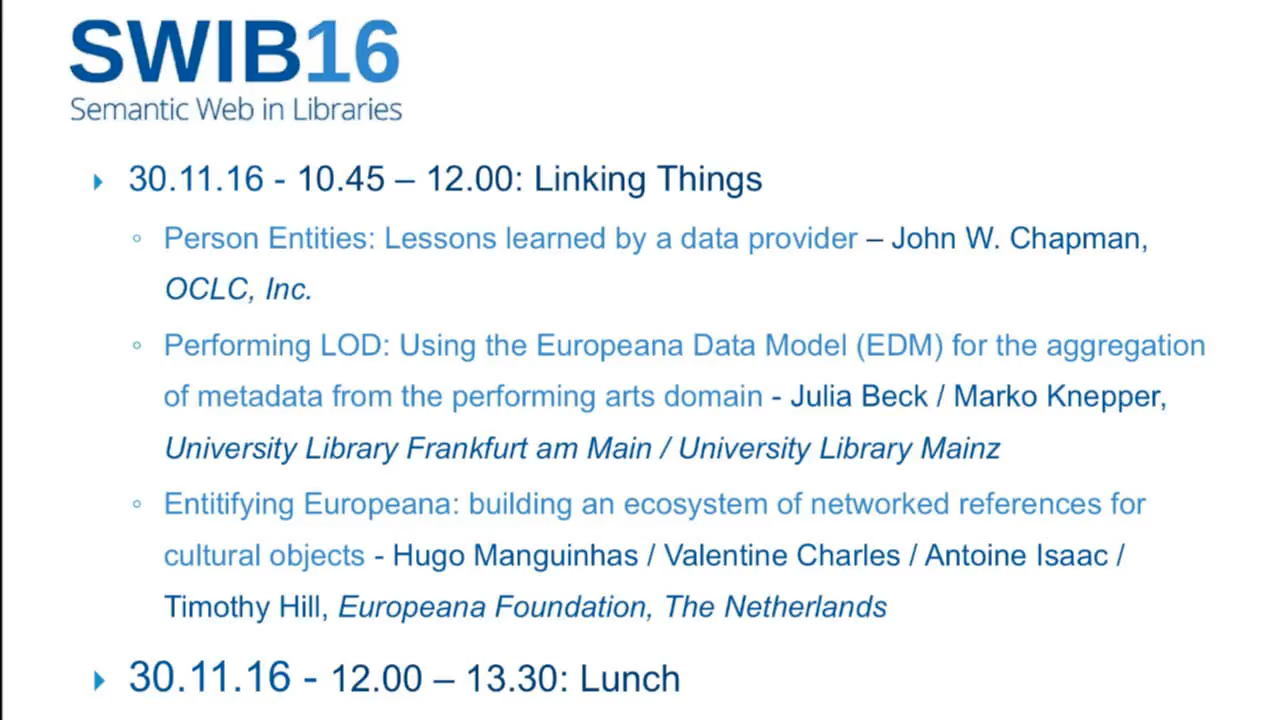 SWIB16
Semantic Web in Libraries
30.11.16 - 10.45 – 12.00: Linking Things
Person Entities: Lessons learned by a data provider – John W. Chapman,
OCLC, Inc.
Performing LOD: Using the Europeana Data Model (EDM) for the aggregation
of metadata from the performing arts domain - Julia Beck / Marko Knepper,
University Library Frankfurt am Main / University Library Mainz
Entitifying Europeana: building an ecosystem of networked references for
cultural objects - Hugo Manguinhas / Valentine Charles / Antoine Isaac /
Timothy Hill, Europeana Foundation, The Netherlands
30.11.16 - 12.00 – 13.30: Lunch